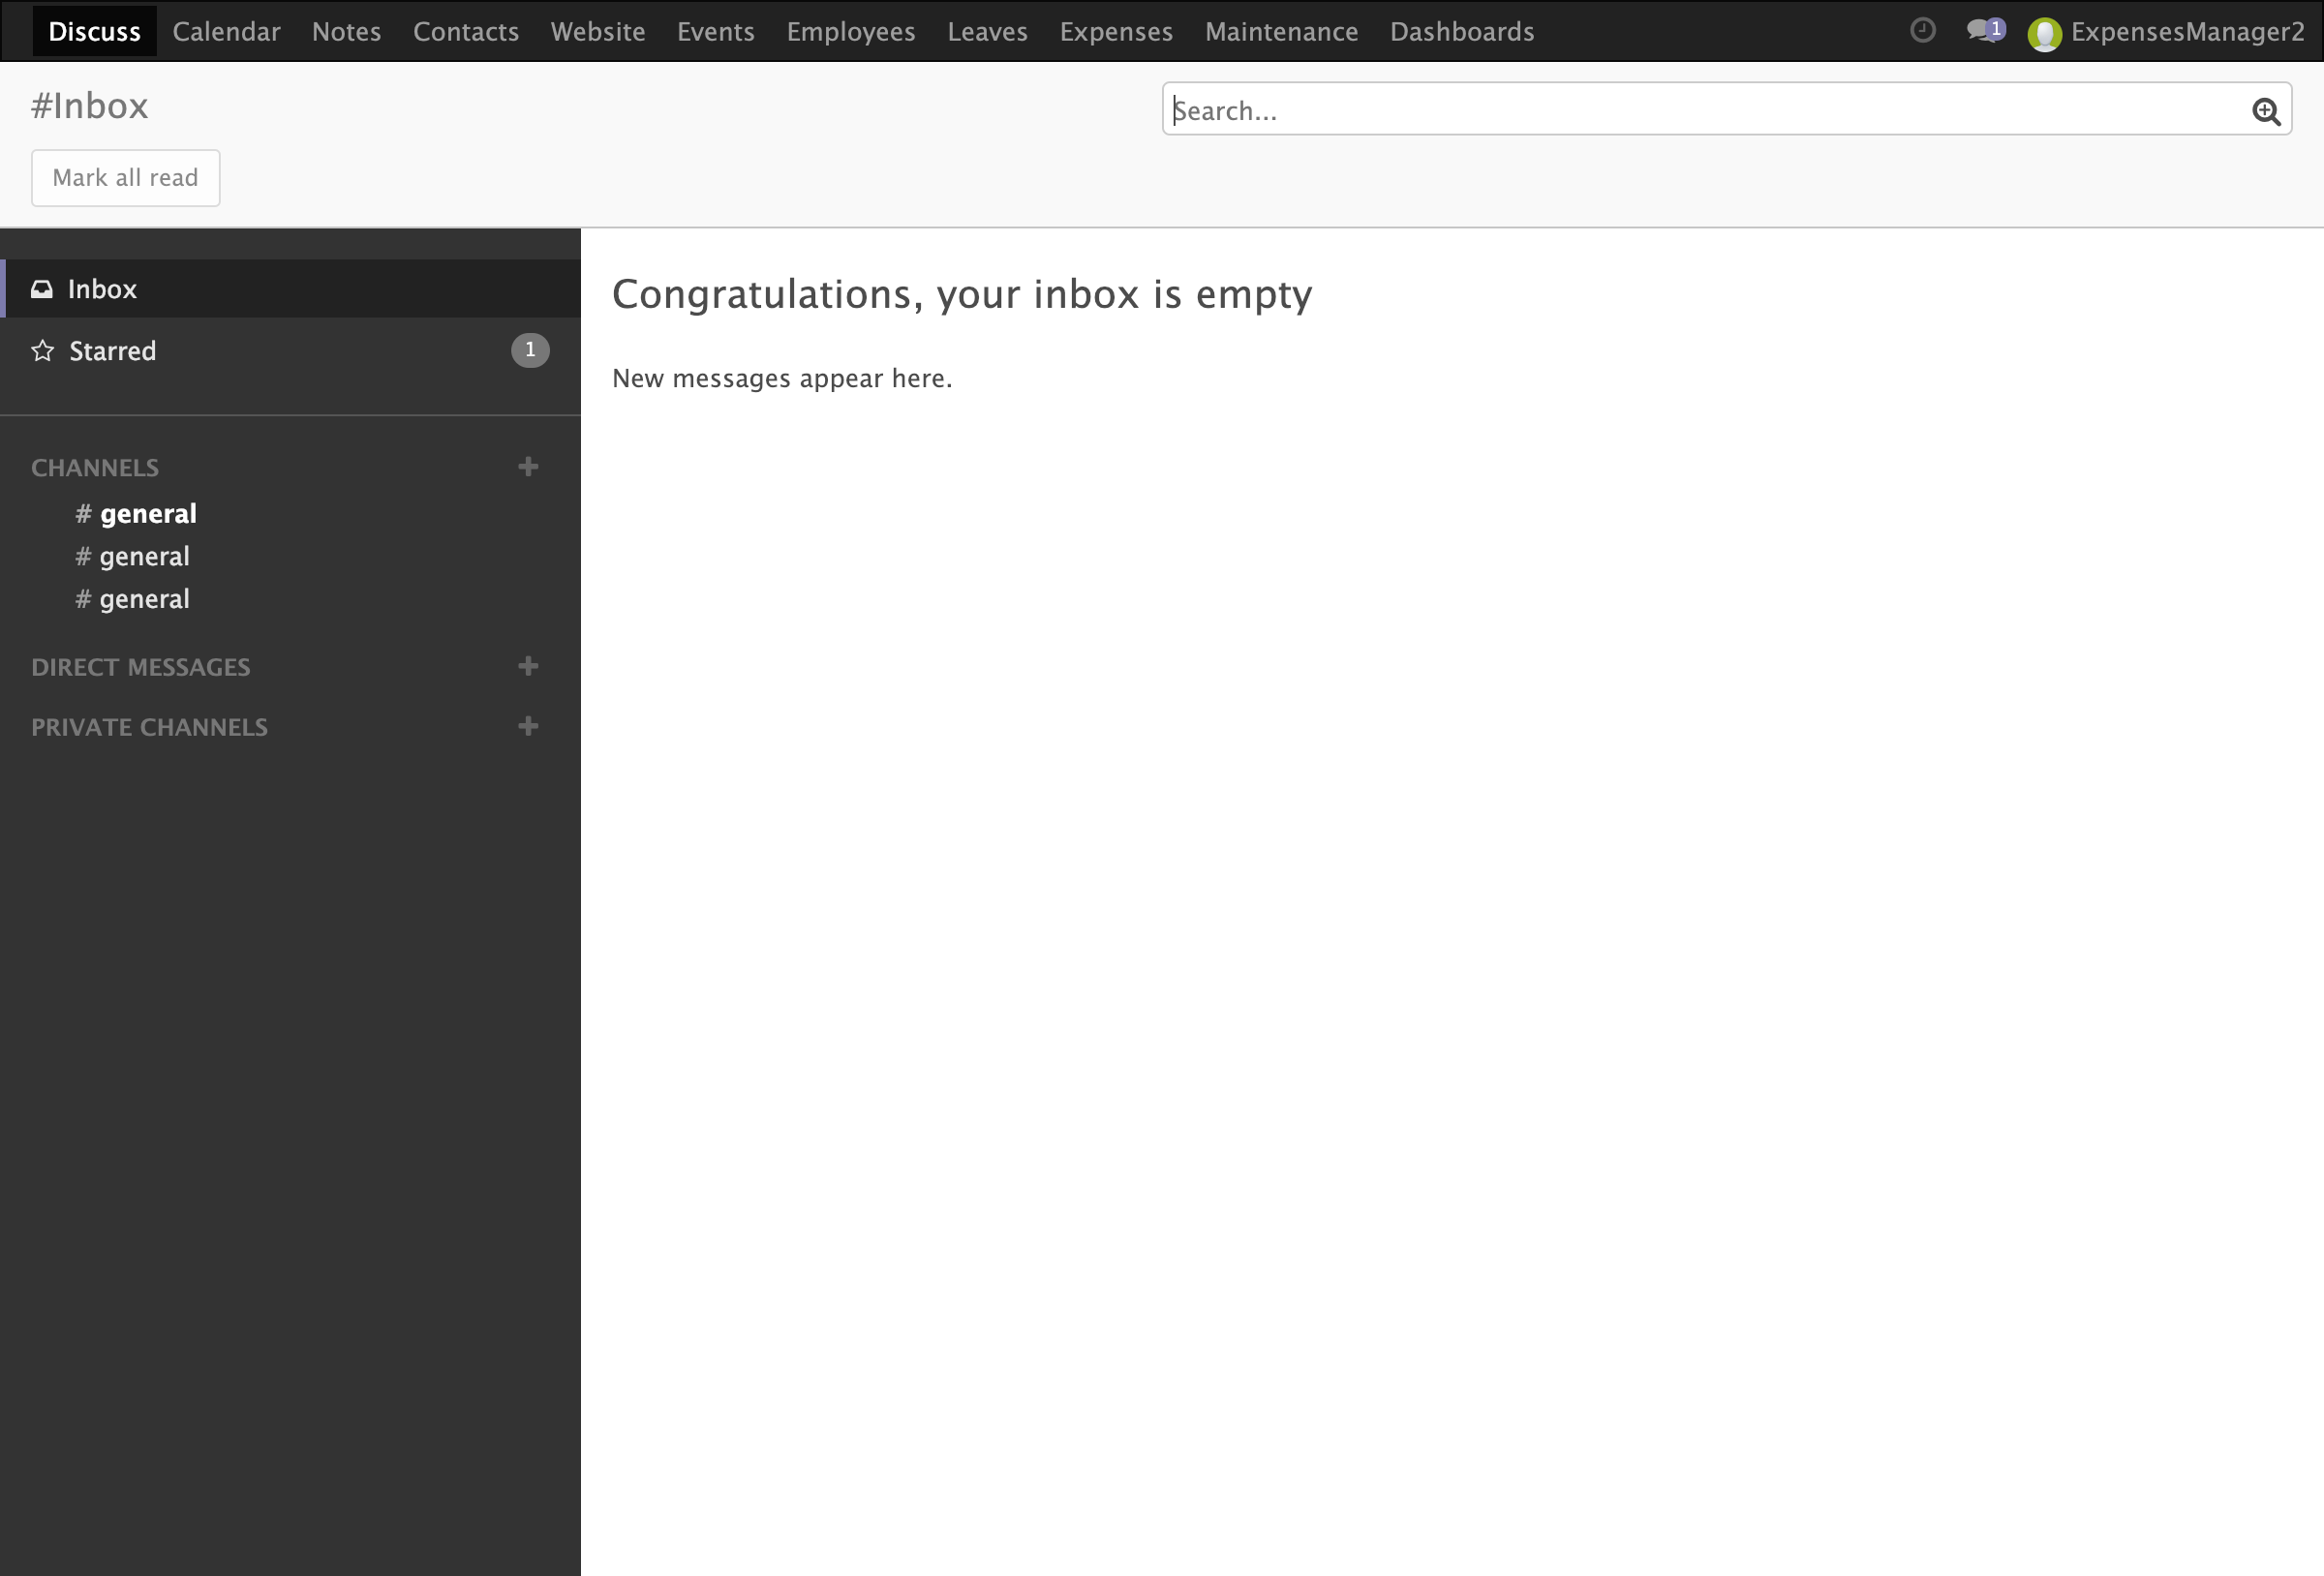 Discuss Calendar Notes Contacts Website Events Employees Leaves Expenses Maintenance Dashboards 1 ExpensesManager2
#Inbox
Search...
Mark all read
Inbox
Starred 1
CHANNELS
# general
# general
# general
DIRECT MESSAGES
PRIVATE CHANNELS
Congratulations, your inbox is empty
New messages appear here.